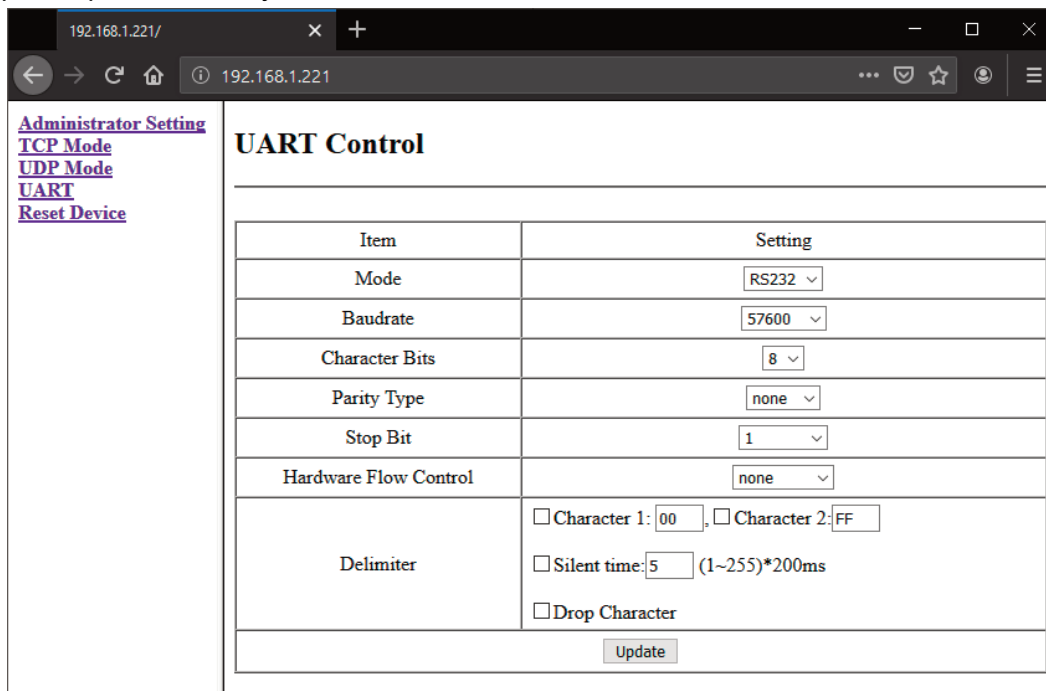 192.168.1.221/
192.168.1.221
Administrator Setting
TCP Mode
UDP Mode
UART
Reset Device
UART Control
Item Setting
Mode RS232
Baudrate 57600
Character Bits 8
Parity Type none
Stop Bit 1
Hardware Flow Control none
Character 1: 00 , Character 2: FF
Delimiter Silent time: 5 (1~255)*200ms
Drop Character
Update